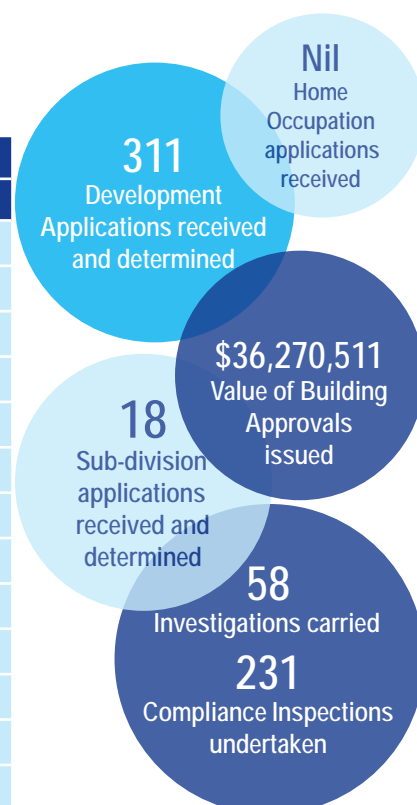 Nil
Home
Occupation
applications
received
311
Development
Applications received
and determined
$36,270,511
Value of Building
Approvals
issued
18
Sub-division
applications
received and
determined
58
Investigations carried
231
Compliance Inspections
undertaken